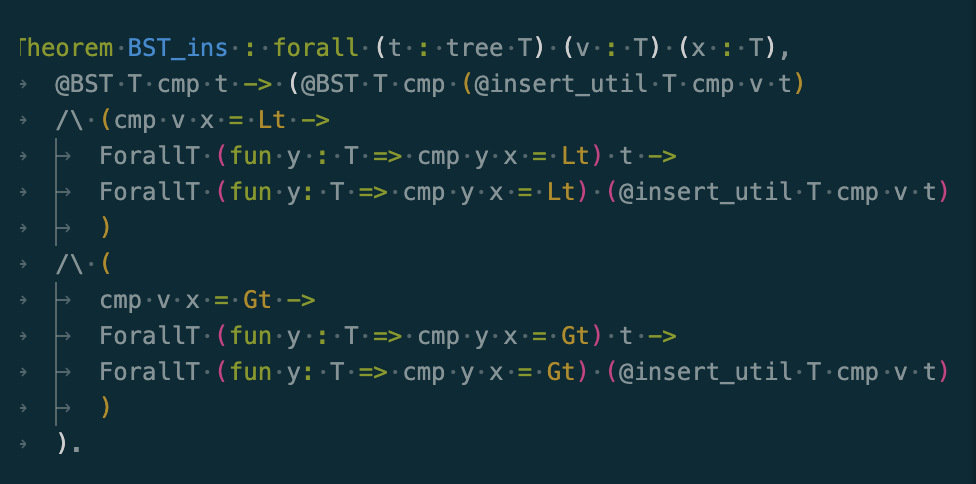 Theorem BST_ins : forall (t : tree T) (v : T) (x : T),
@BST T cmp t -> (@BST T cmp (@insert_util T cmp v t)
/\ (cmp v x = Lt ->
ForallT (fun y : T => cmp y x = Lt) t ->
ForallT (fun y: T => cmp y x = Lt) (@insert_util T cmp v t)
)
/\ (
cmp v x = Gt ->
ForallT (fun y : T => cmp y x = Gt) t ->
ForallT (fun y: T => cmp y x = Gt) (@insert_util T cmp v t)
)
).